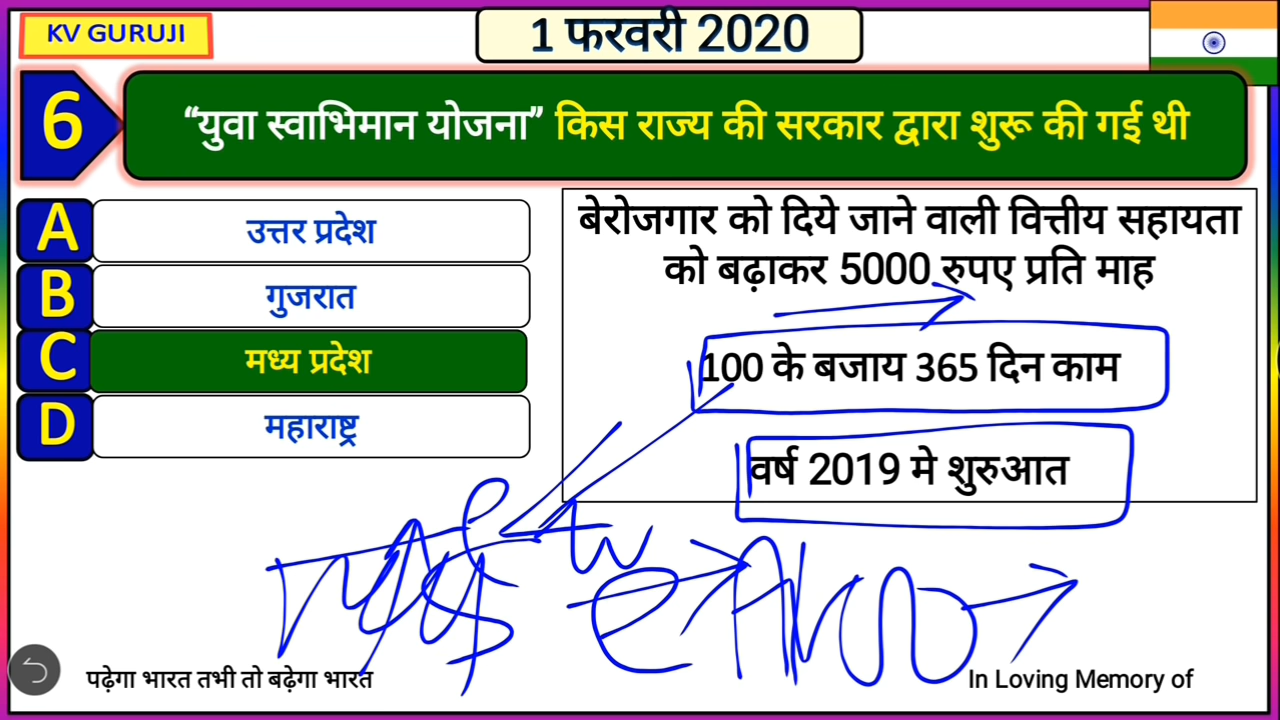 KV GURUJI
1 फरवरी 2020
6
“युवा स्वाभिमान योजना” किस राज्य की सरकार द्वारा शुरू की गई थी
A उत्तर प्रदेश
B गुजरात
C मध्य प्रदेश
D महाराष्ट्र
बेरोजगार को दिये जाने वाली वित्तीय सहायता
को बढ़ाकर 5000 रुपए प्रति माह
100 के बजाय 365 दिन काम
वर्ष 2019 मे शुरुआत
पढ़ेगा भारत तभी तो बढ़ेगा भारत
In Loving Memory of